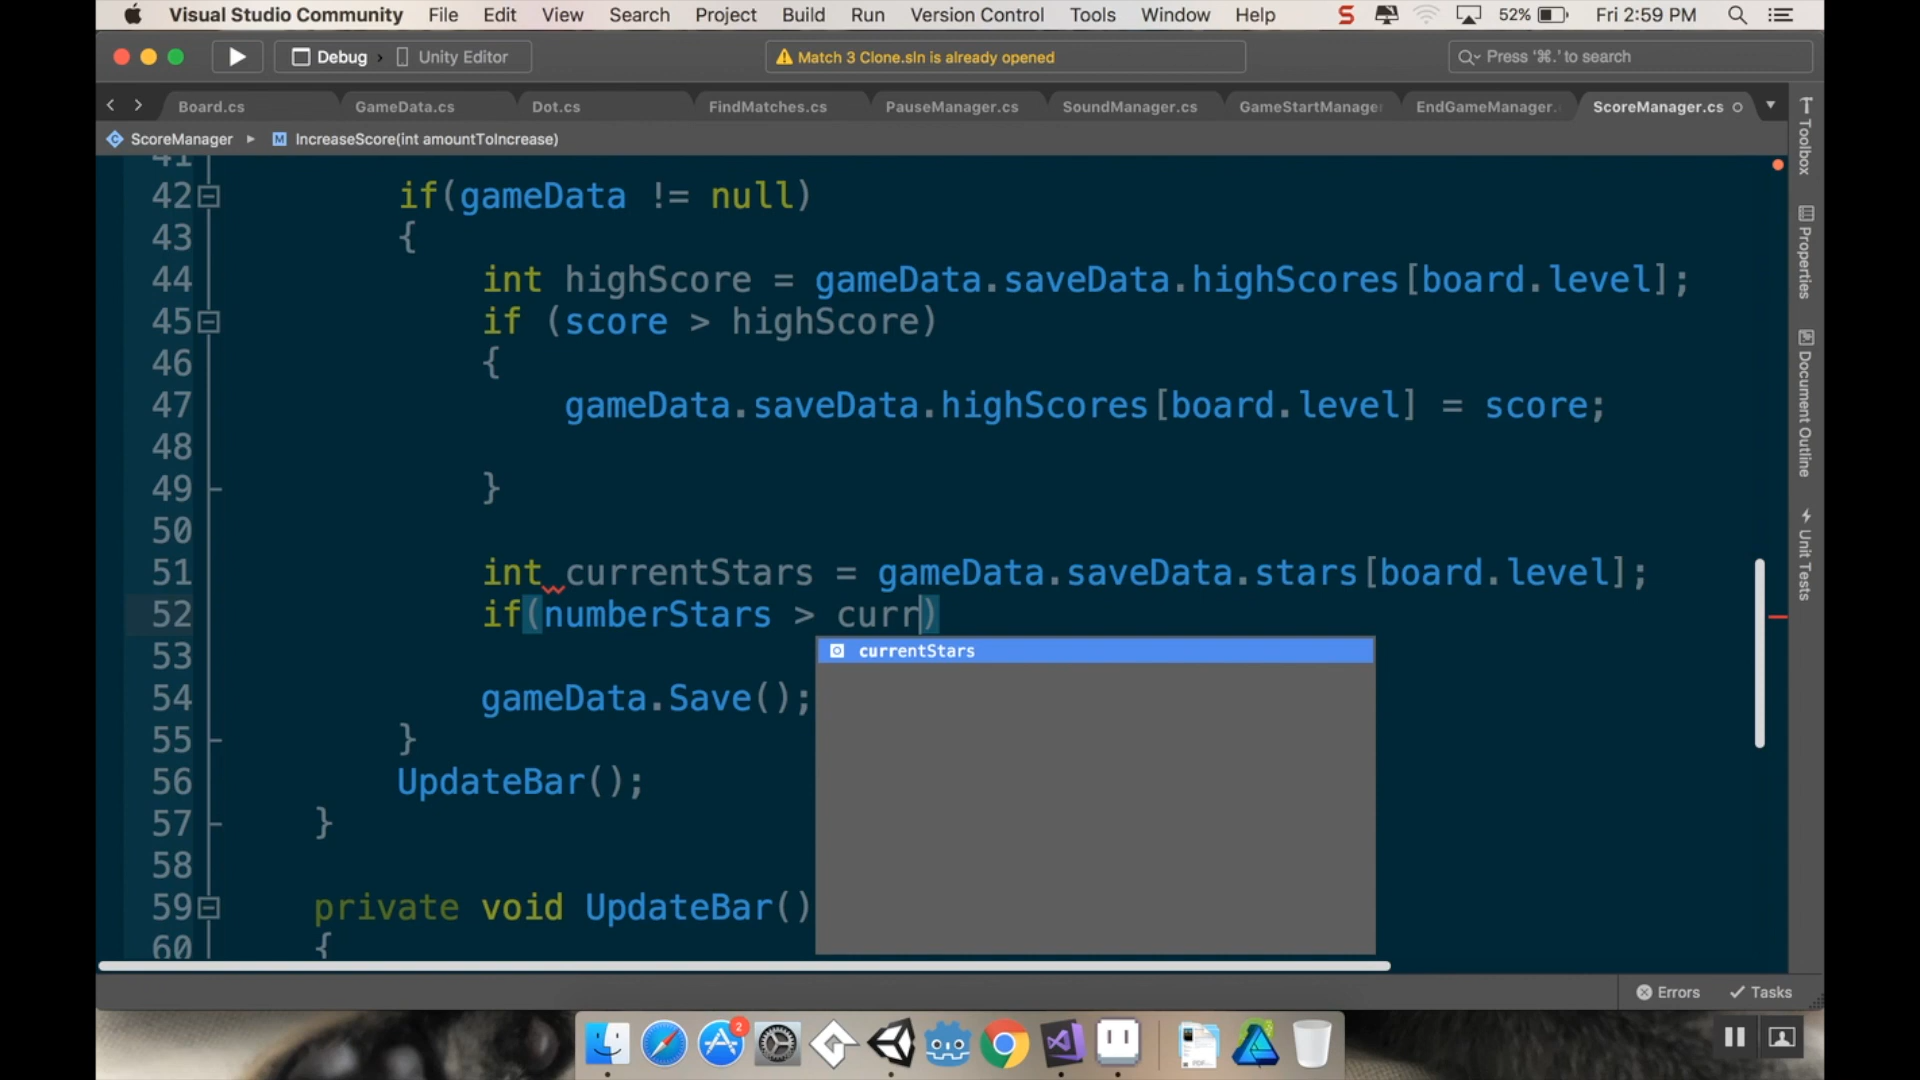 Visual Studio Community File Edit View Search Project Build Run Version Control Tools Window Help 52% Fri 2:59 PM
Debug › Unity Editor Match 3 Clone.sln is already opened Press '⌘.' to search
Board.cs GameData.cs Dot.cs FindMatches.cs PauseManager.cs SoundManager.cs GameStartManage EndGameManager. ScoreManager.cs
ScoreManager ▸ M IncreaseScore(int amountToIncrease)
41
42 if(gameData != null)
43 {
44 int highScore = gameData.saveData.highScores[board.level];
45 if (score > highScore)
46 {
47 gameData.saveData.highScores[board.level] = score;
48
49 }
50
51 int currentStars = gameData.saveData.stars[board.level];
52 if(numberStars > curr)
currentStars
53
54 gameData.Save();
55 }
56 UpdateBar();
57 }
58
59 private void UpdateBar()
60 {
Toolbox
Properties
Document Outline
Unit Tests
Errors Tasks
2
PDF